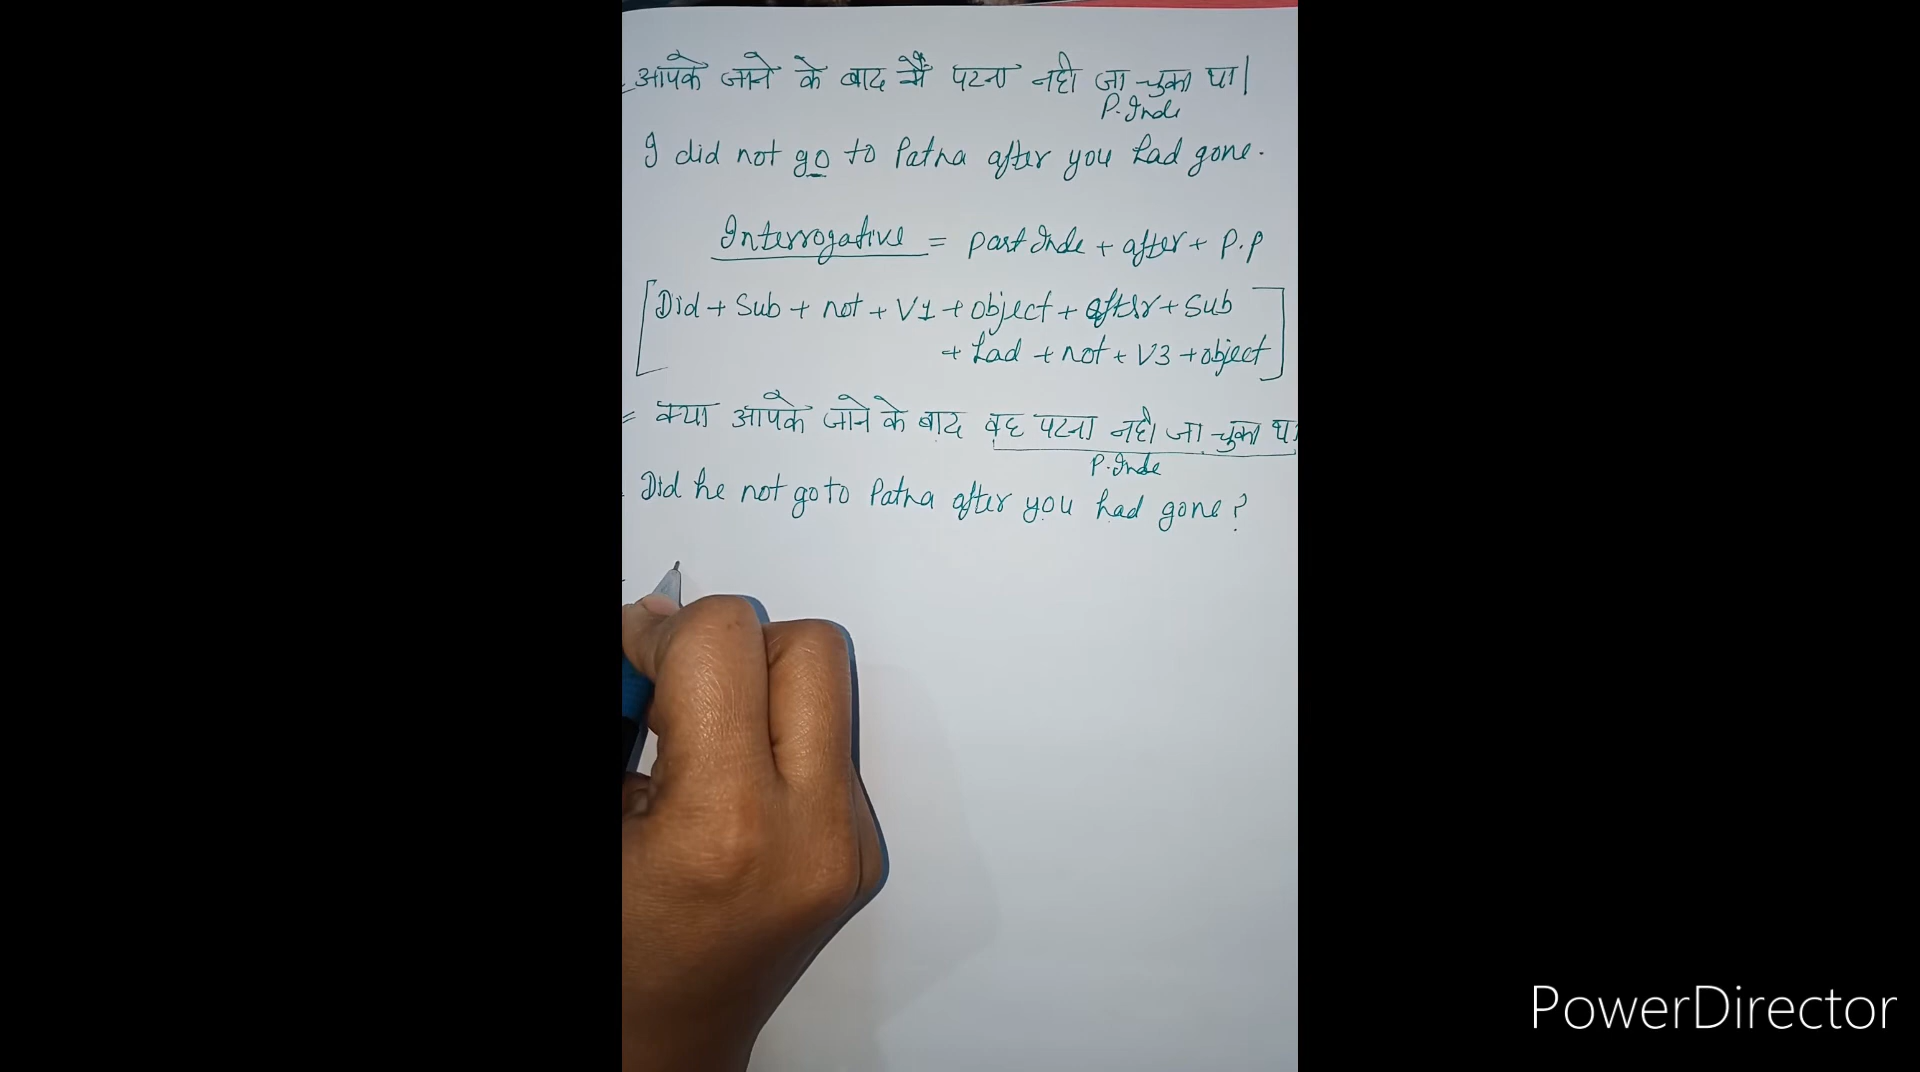 आपके जाने के बाद मैं पटना नही जा चुका था|
P. Inde
I did not go to Patna after you had gone.
Interrogative = past Inde + after + P.P
[Did + Sub + not + V1 + object + after + Sub
+ had + not + V3 + object]
= क्या आपके जाने के बाद वह पटना नही जा चुका था
P. Inde
Did he not go to Patna after you had gone?
PowerDirector